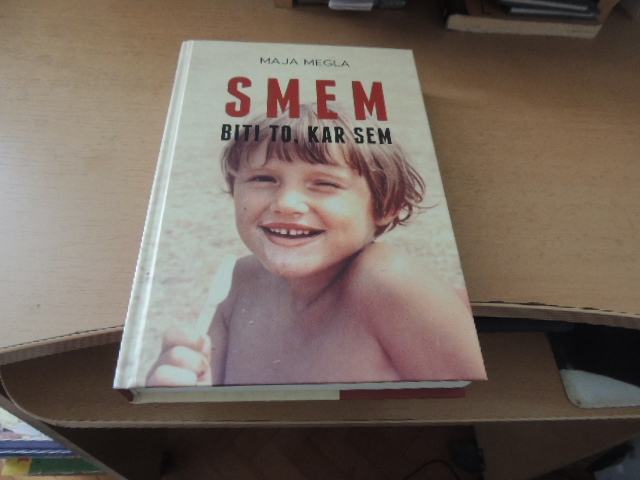 MAJA MEGLA
SMEM
BITI TO, KAR SEM